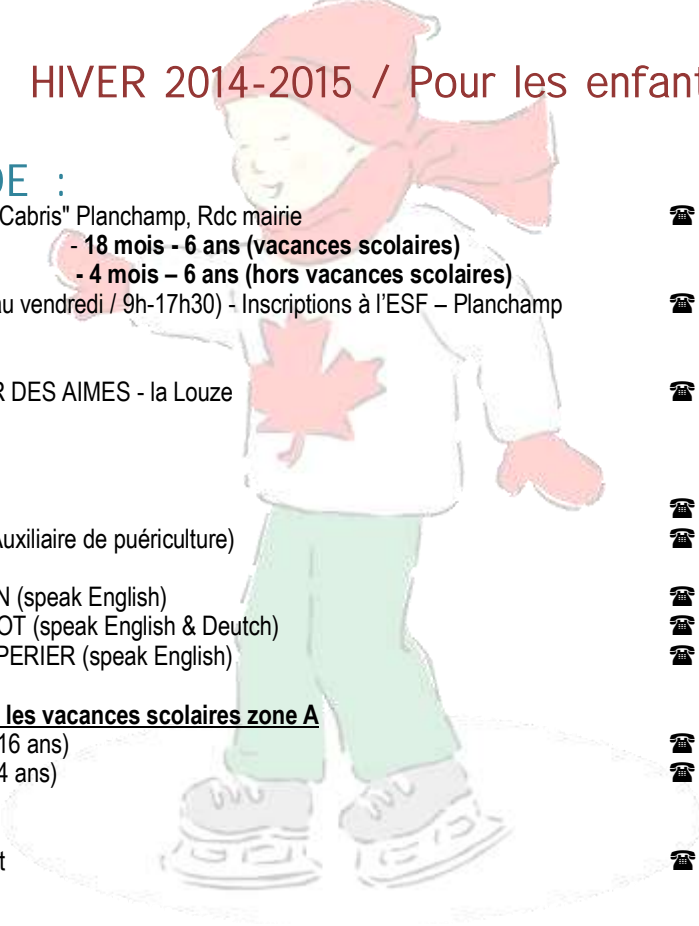 HIVER 2014-2015 / Pour les enfant
DE :
Cabris" Planchamp, Rdc mairie ☎
- 18 mois - 6 ans (vacances scolaires)
- 4 mois – 6 ans (hors vacances scolaires)
au vendredi / 9h-17h30) - Inscriptions à l'ESF – Planchamp ☎
R DES AIMES - la Louze ☎
☎
Auxiliaire de puériculture) ☎
N (speak English) ☎
OT (speak English & Deutch) ☎
PERIER (speak English) ☎
les vacances scolaires zone A
16 ans) ☎
4 ans) ☎
t ☎